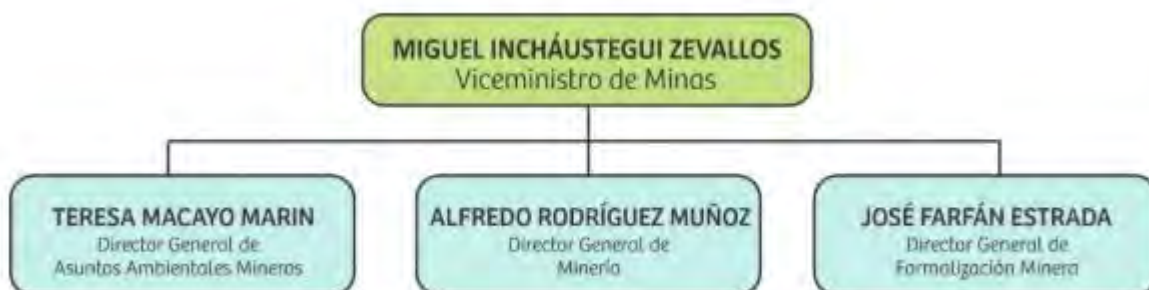 MIGUEL INCHÁUSTEGUI ZEVALLOS
Viceministro de Minas
TERESA MACAYO MARIN
Director General de
Asuntos Ambientales Mineros
ALFREDO RODRÍGUEZ MUÑOZ
Director General de
Minería
JOSÉ FARFÁN ESTRADA
Director General de
Formalización Minera